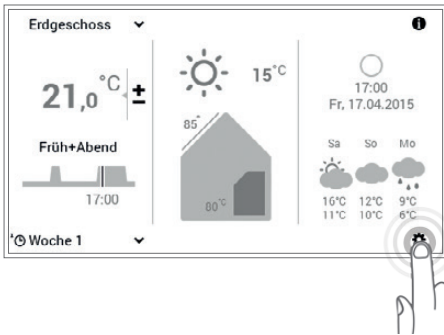 Erdgeschoss
21,0 °C ±
Früh+Abend
17:00
Woche 1
15°C
85°
80°C
17:00
Fr, 17.04.2015
Sa So Mo
16°C 12°C 9°C
11°C 10°C 6°C